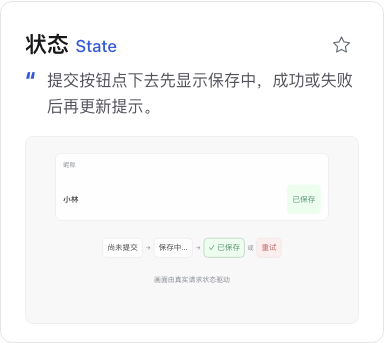 状态 State
提交按钮点下去先显示保存中，成功或失败
后再更新提示。
昵称
小林 已保存
尚未提交 → 保存中… → ✓ 已保存 或 重试
画面由真实请求状态驱动